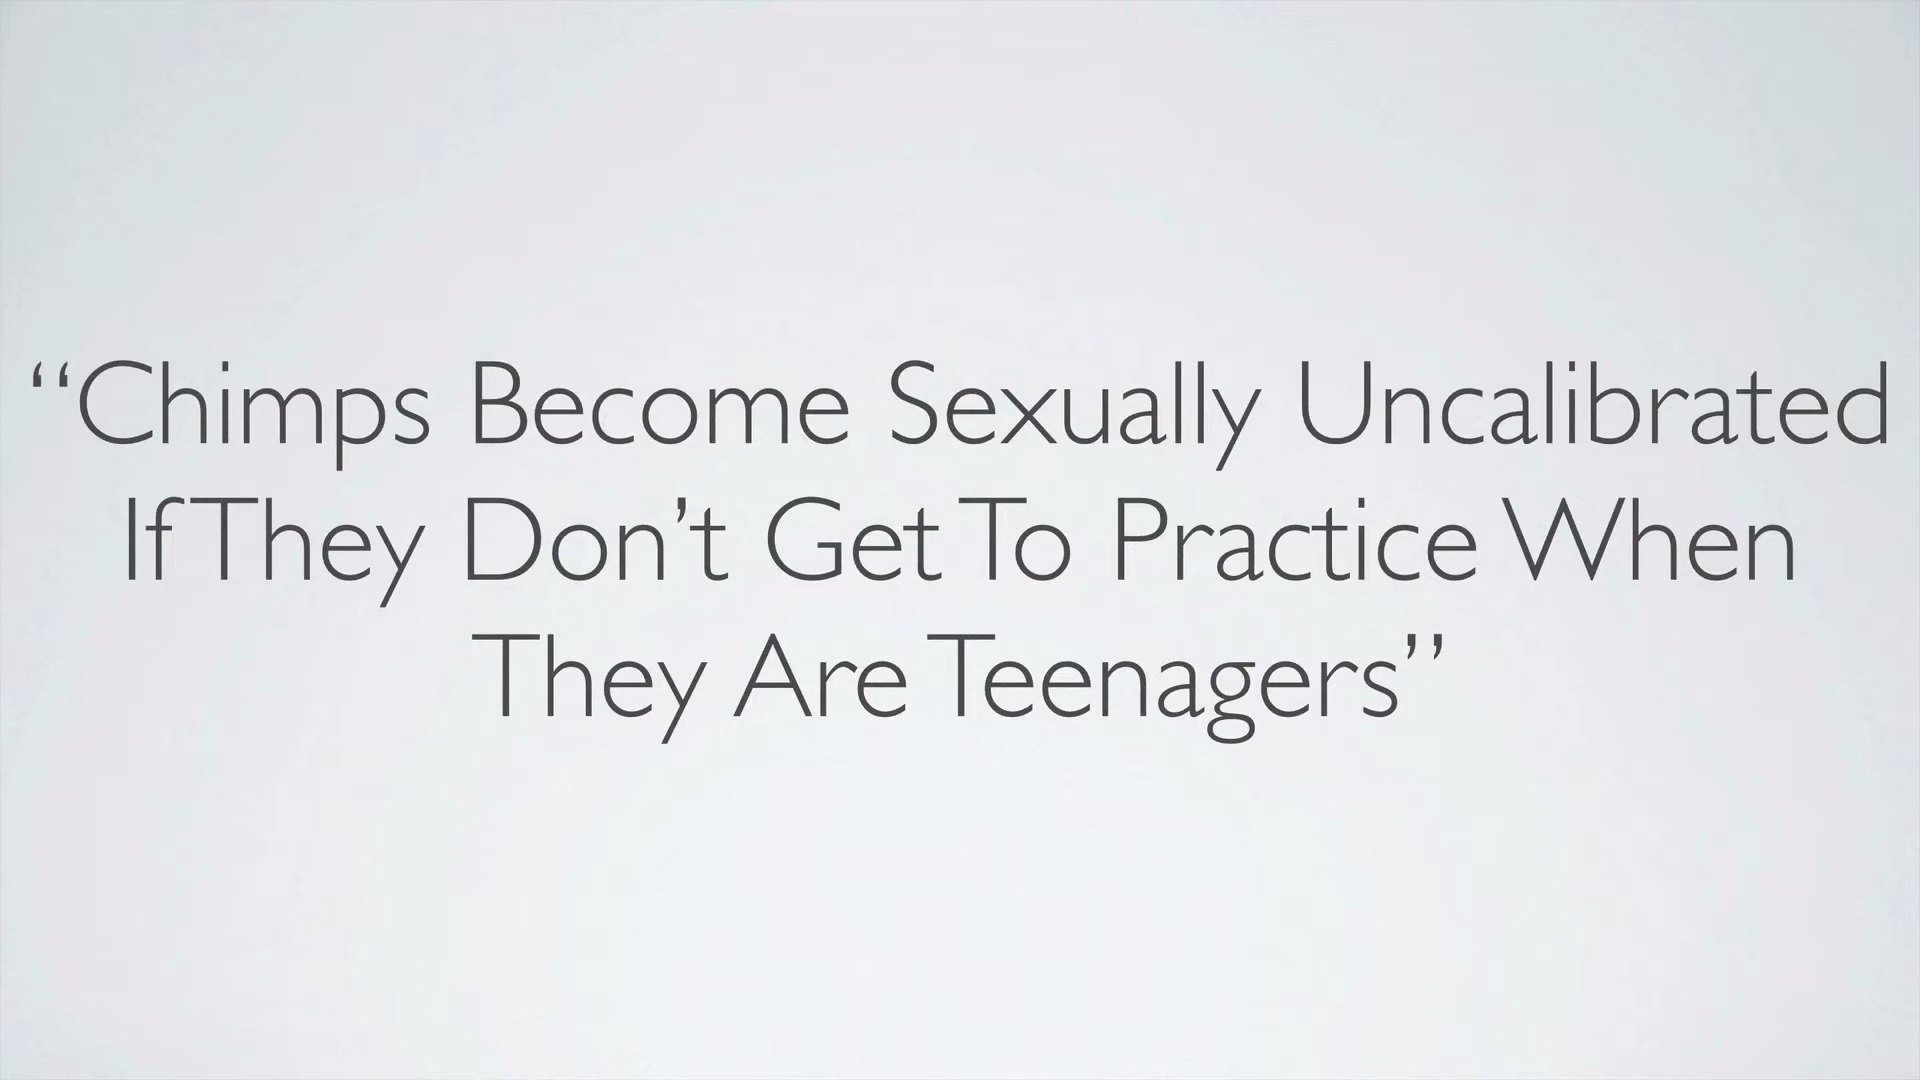 “Chimps Become Sexually Uncalibrated
If They Don’t Get To Practice When
They Are Teenagers”